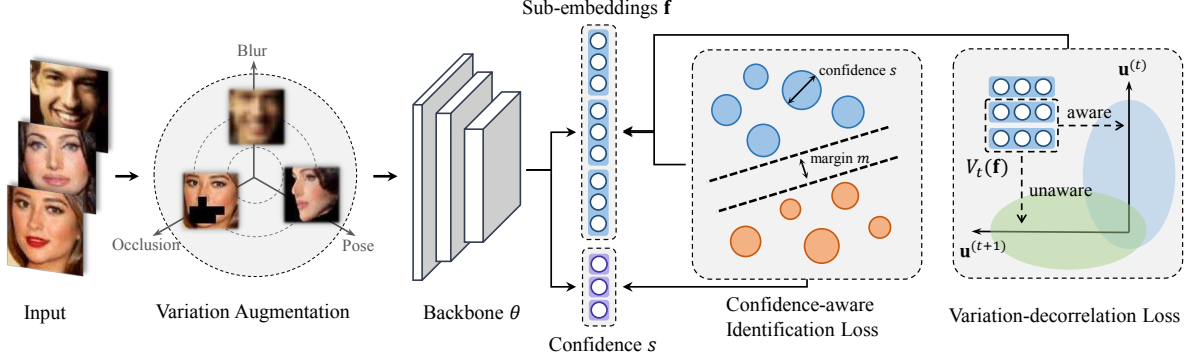 Sub-embeddings f
Blur
Occlusion
Pose
confidence s
margin m
u^(t)
aware
V_t(f)
unaware
u^(t+1)
Input
Variation Augmentation
Backbone θ
Confidence s
Confidence-aware
Identification Loss
Variation-decorrelation Loss